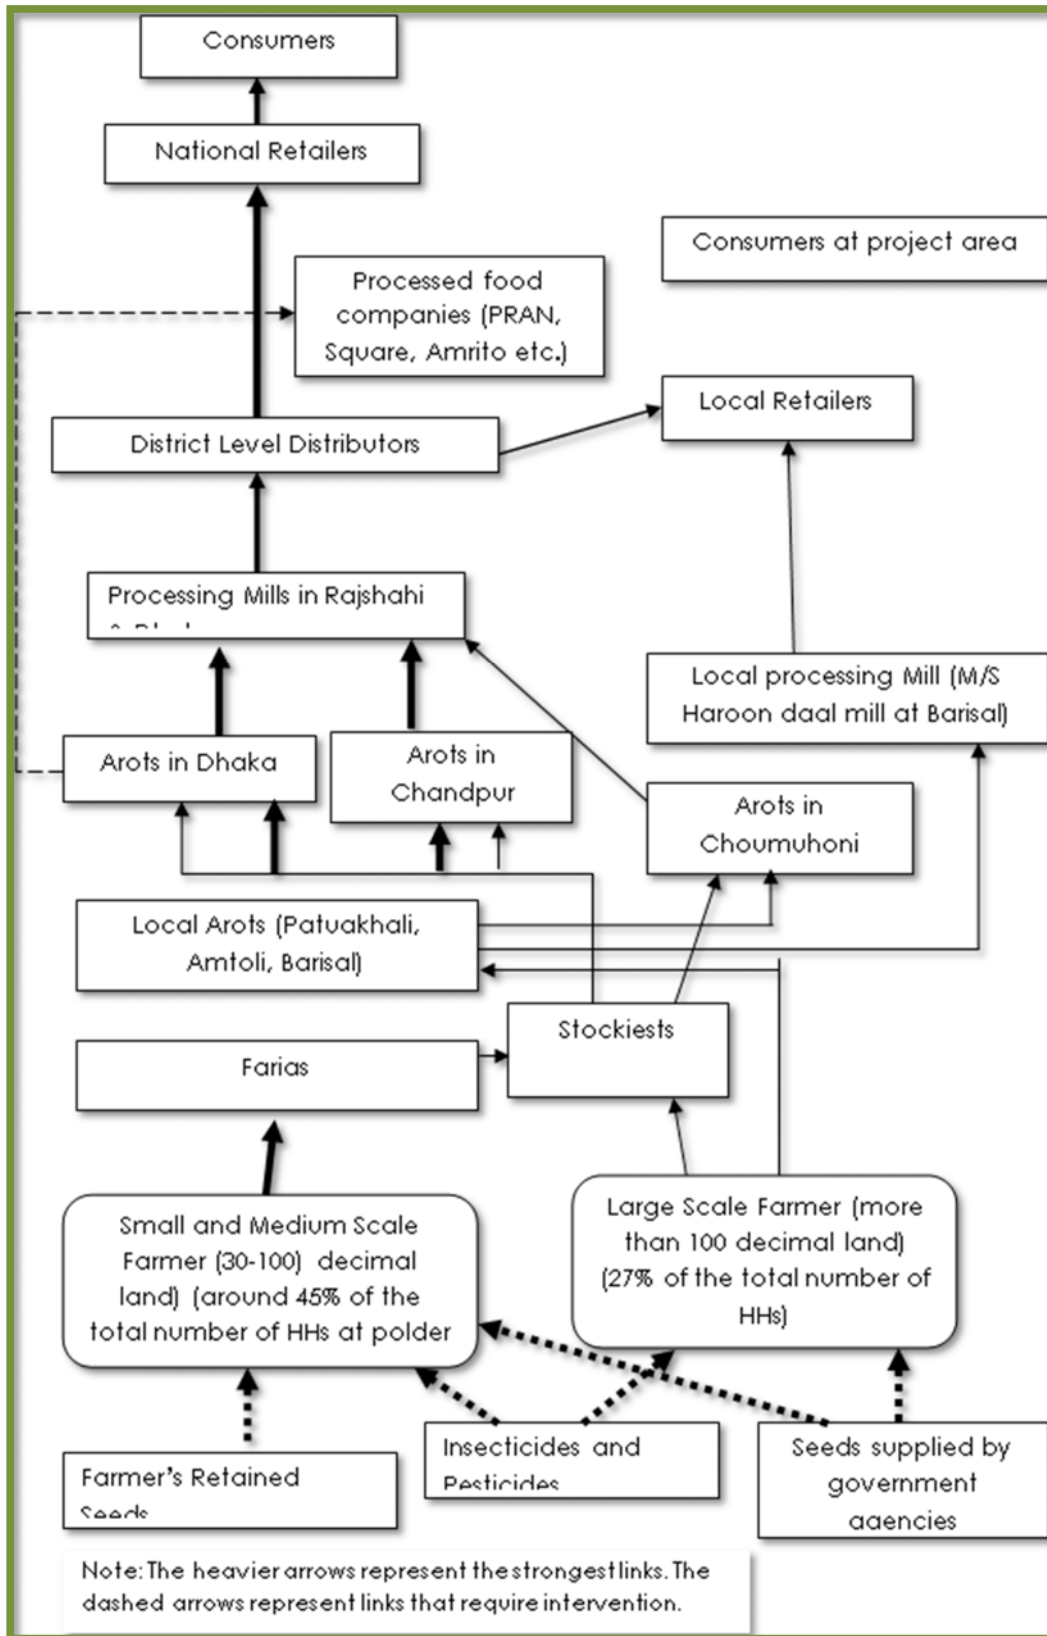 Consumers
National Retailers
Consumers at project area
Processed food
companies (PRAN,
Square, Amrito etc.)
Local Retailers
District Level Distributors
Processing Mills in Rajshahi
&
Local processing Mill (M/S
Haroon daal mill at Barisal)
Arots in Dhaka
Arots in
Chandpur
Arots in
Choumuhoni
Local Arots (Patuakhali,
Amtoli, Barisal)
Stockiests
Farias
Large Scale Farmer (more
than 100 decimal land)
(27% of the total number of
HHs)
Small and Medium Scale
Farmer (30-100) decimal
land) (around 45% of the
total number of HHs at polder
Insecticides and
Pesticides
Seeds supplied by
government
agencies
Farmer's Retained
Seeds
Note: The heavier arrows represent the strongest links. The
dashed arrows represent links that require intervention.